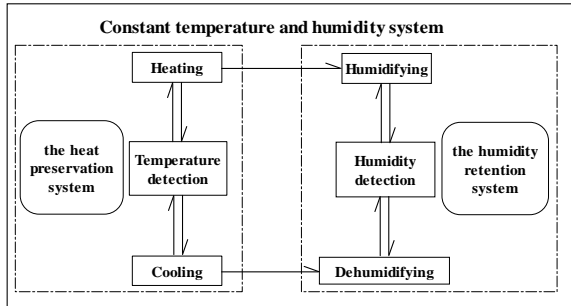 Constant temperature and humidity system
Heating
Humidifying
the heat
preservation
system
Temperature
detection
Humidity
detection
the humidity
retention
system
Cooling
Dehumidifying